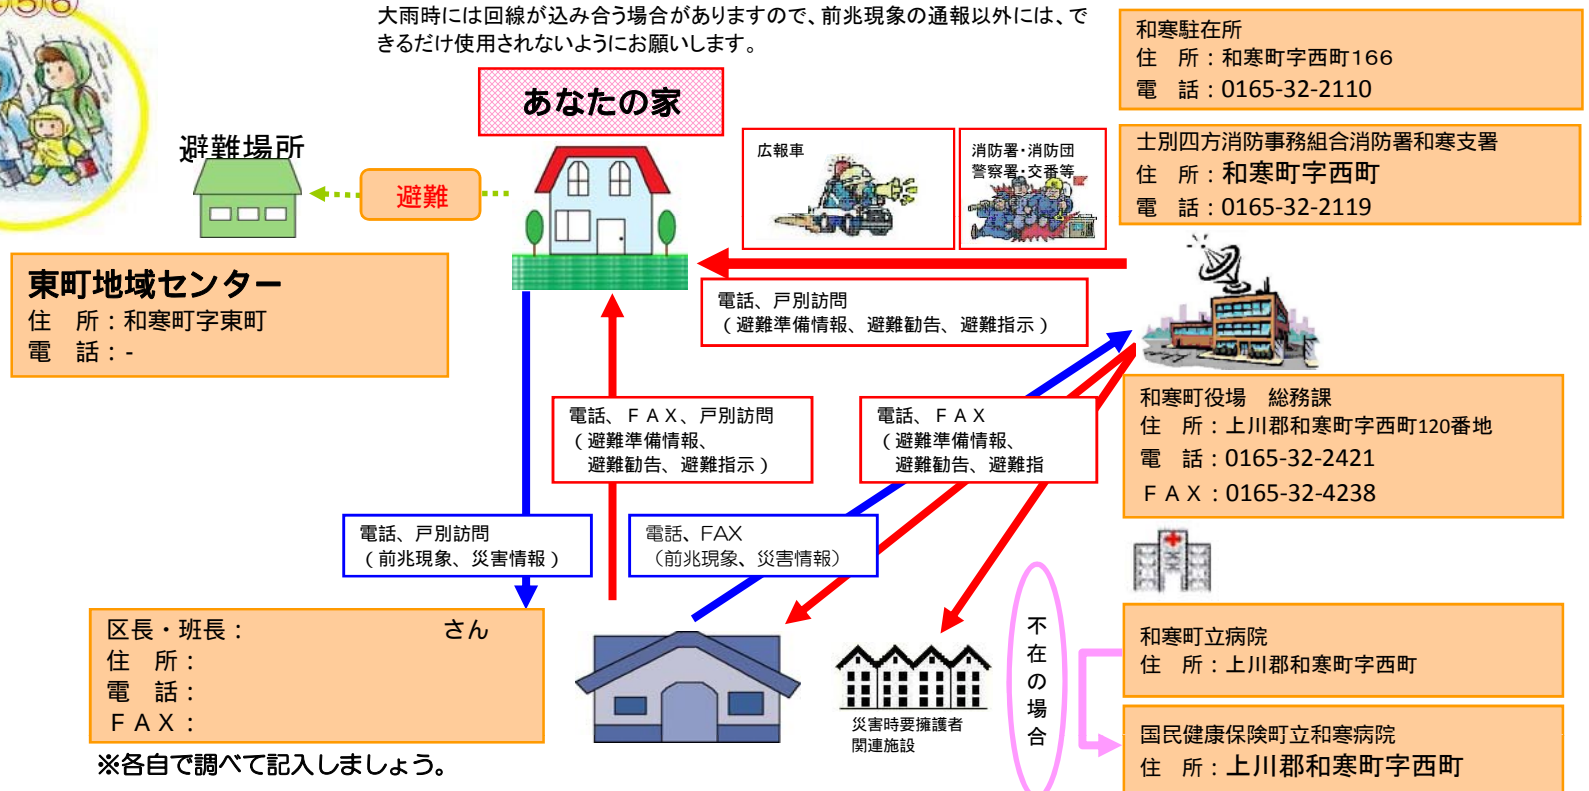 大雨時には回線が込み合う場合がありますので、前兆現象の通報以外には、で
きるだけ使用されないようにお願いします。
和寒駐在所
住　所：和寒町字西町166
電　話：0165-32-2110
あなたの家
避難場所
避難
広報車
消防署・消防団
警察署・交番等
士別四方消防事務組合消防署和寒支署
住　所：和寒町字西町
電　話：0165-32-2119
東町地域センター
住　所：和寒町字東町
電　話：-
電話、戸別訪問
（避難準備情報、避難勧告、避難指示）
電話、ＦＡＸ、戸別訪問
（避難準備情報、
避難勧告、避難指示）
電話、ＦＡＸ
（避難準備情報、
避難勧告、避難指
和寒町役場　総務課
住　所：上川郡和寒町字西町120番地
電　話：0165-32-2421
ＦＡＸ：0165-32-4238
電話、戸別訪問
（前兆現象、災害情報）
電話、FAX
（前兆現象、災害情報）
区長・班長：　　　　　　　さん
住　所：
電　話：
ＦＡＸ：
※各自で調べて記入しましょう。
災害時要擁護者
関連施設
不在の場合
和寒町立病院
住　所：上川郡和寒町字西町
国民健康保険町立和寒病院
住　所：上川郡和寒町字西町